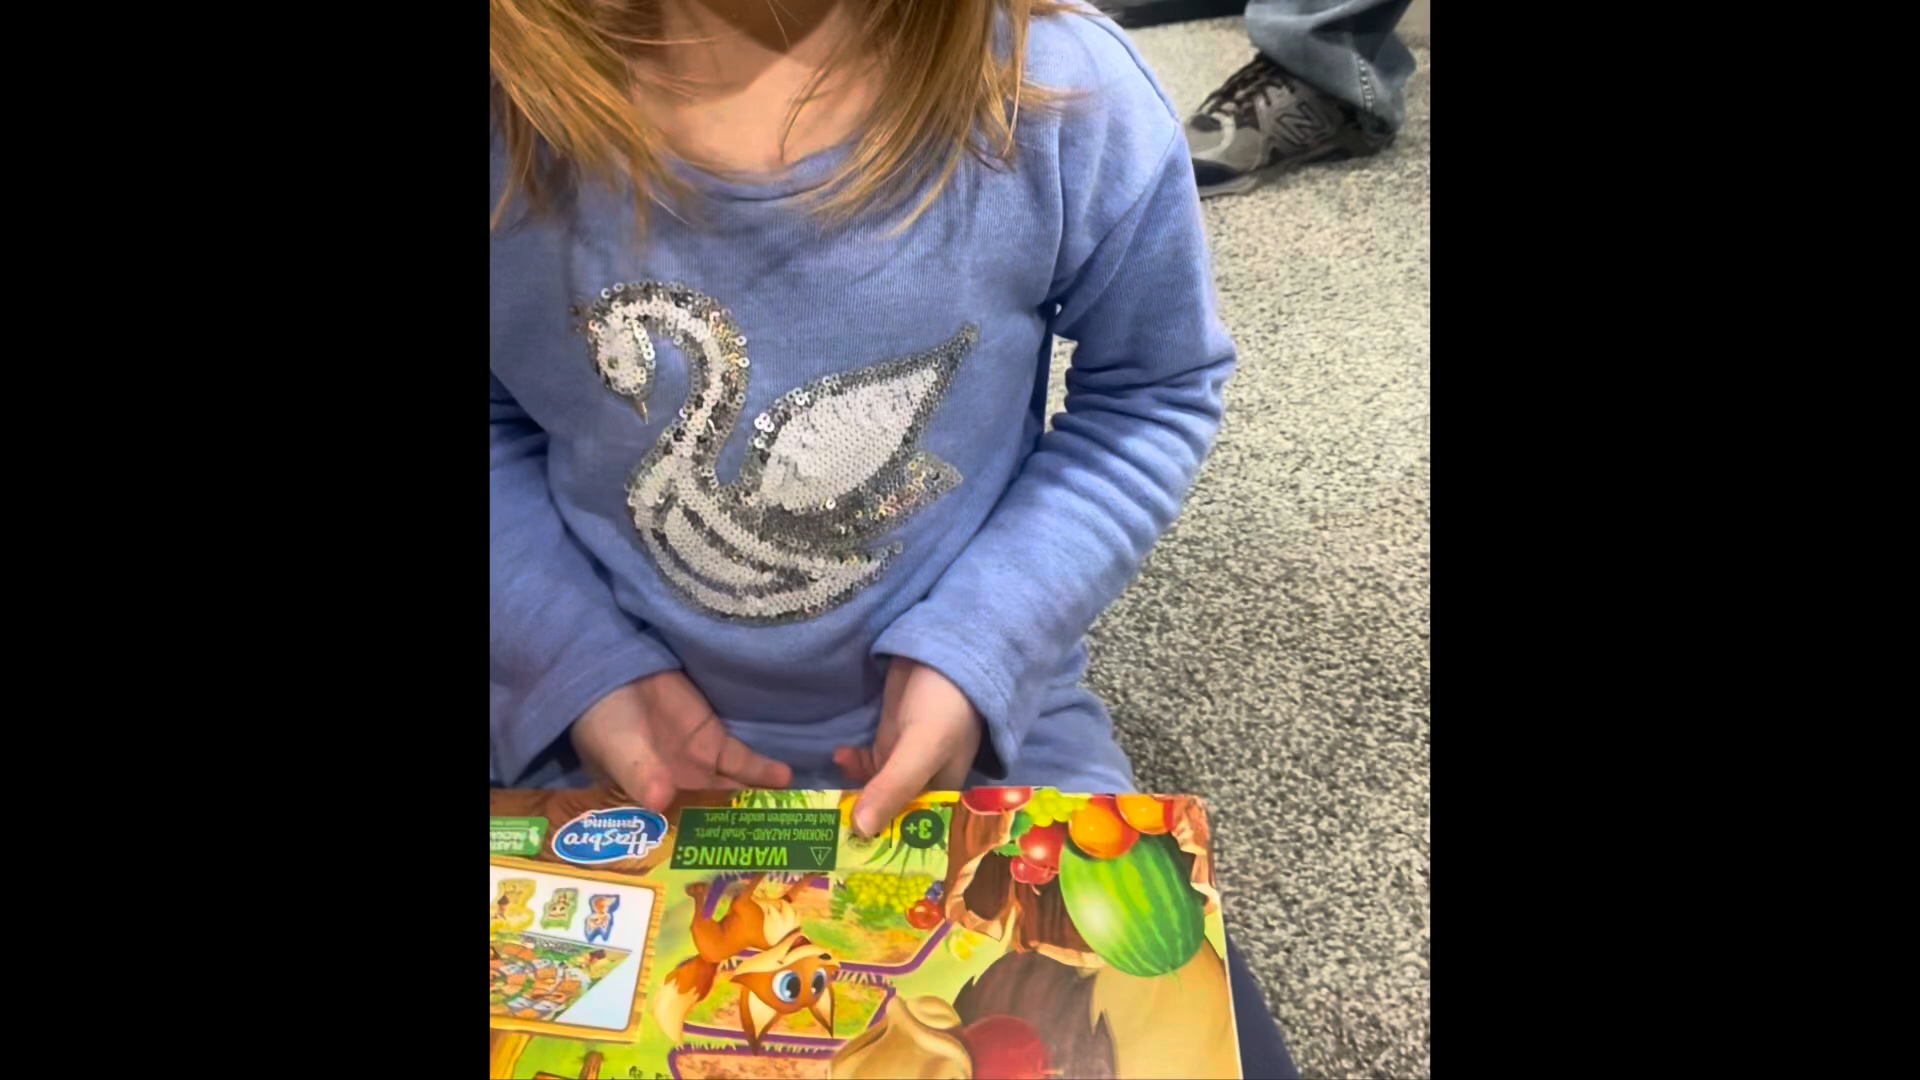 WARNING:
CHOKING HAZARD–Small parts.
Not for children under 3 years.
3+
Hasbro
Gaming
N